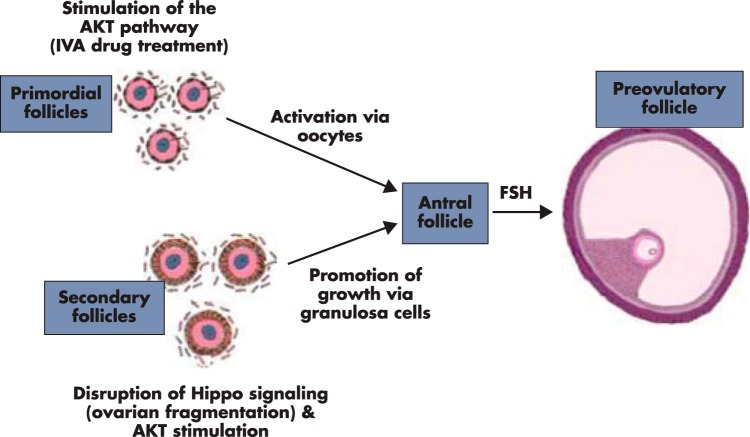 Stimulation of the
AKT pathway
(IVA drug treatment)
Primordial
follicles
Activation via
oocytes
Preovulatory
follicle
Antral
follicle
FSH
Secondary
follicles
Promotion of
growth via
granulosa cells
Disruption of Hippo signaling
(ovarian fragmentation) &
AKT stimulation